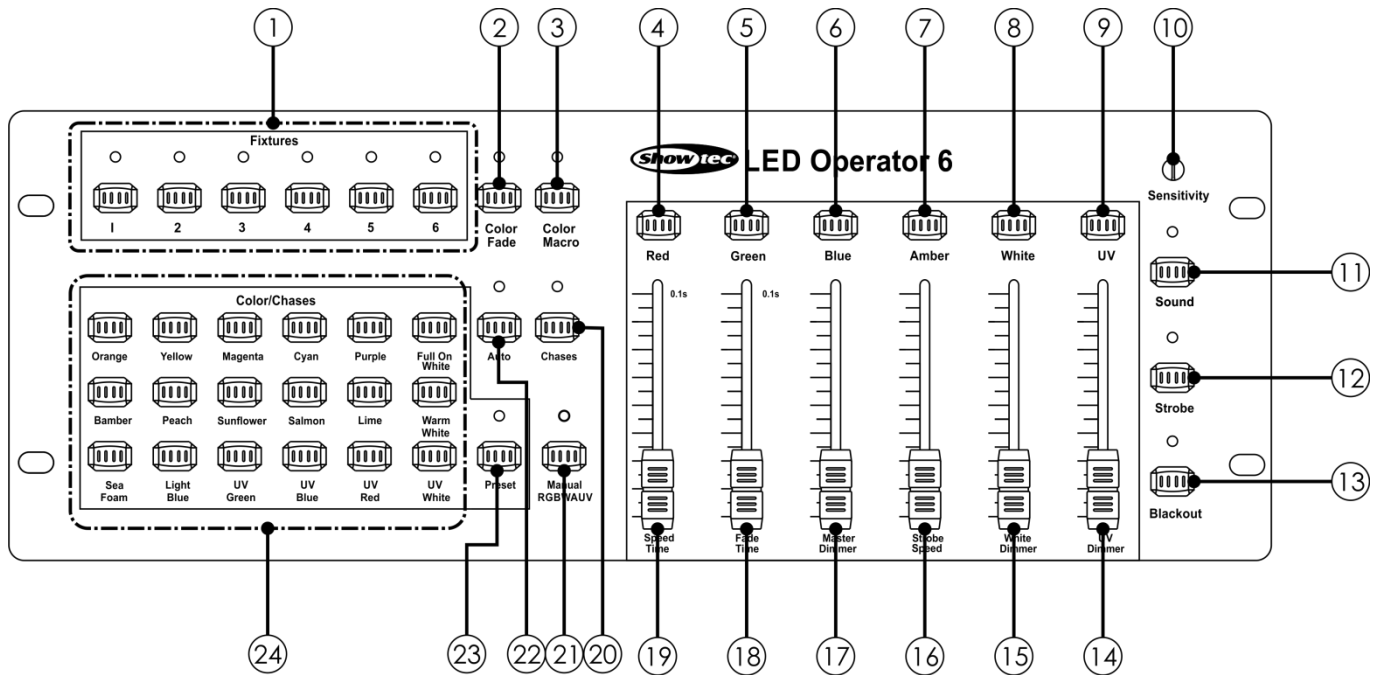 1 2 3 4 5 6 7 8 9 10
Fixtures
1 2 3 4 5 6
Color Fade
Color Macro
Showtec LED Operator 6
Sensitivity
Red Green Blue Amber White UV
0.1s 0.1s
Sound 11
Strobe 12
Blackout 13
Color/Chases
Orange Yellow Magenta Cyan Purple Full On White
Auto Chases
Bamber Peach Sunflower Salmon Lime Warm White
Sea Foam Light Blue UV Green UV Blue UV Red UV White
Preset Manual RGBWAUV
Speed Time Fade Time Master Dimmer Strobe Speed White Dimmer UV Dimmer
24 23 22 21 20 19 18 17 16 15 14